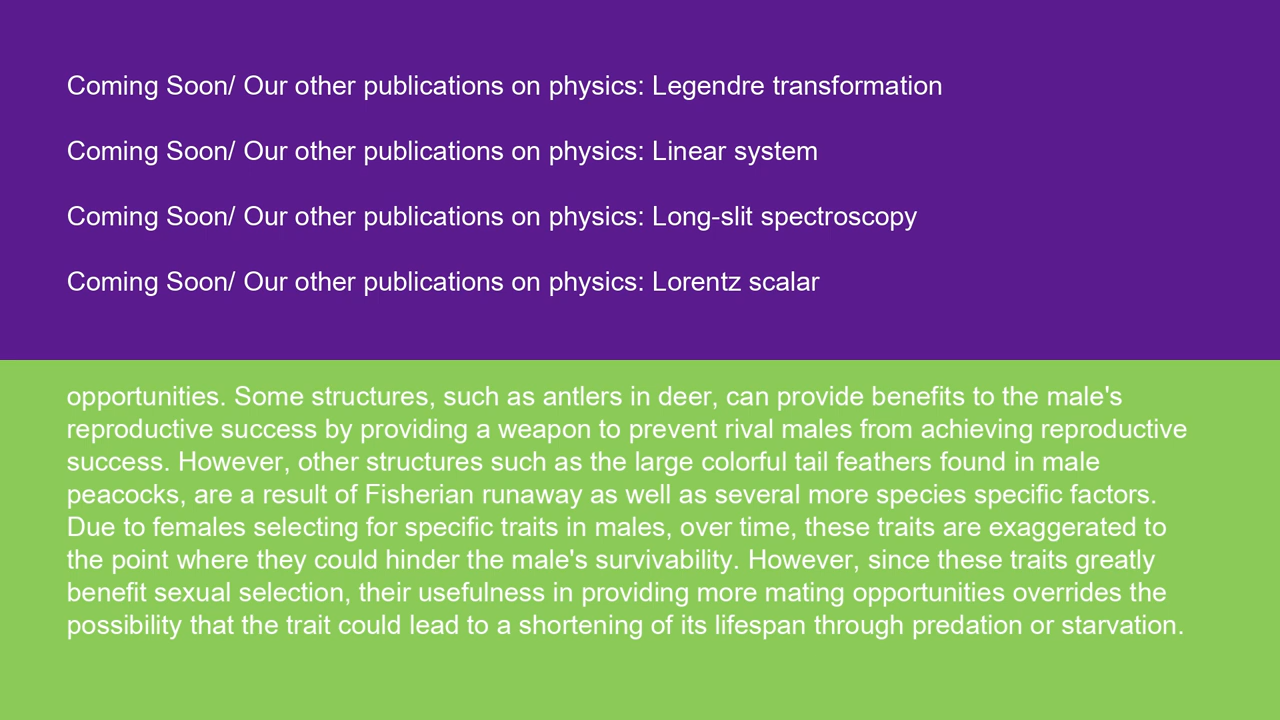 Coming Soon/ Our other publications on physics: Legendre transformation
Coming Soon/ Our other publications on physics: Linear system
Coming Soon/ Our other publications on physics: Long-slit spectroscopy
Coming Soon/ Our other publications on physics: Lorentz scalar
opportunities. Some structures, such as antlers in deer, can provide benefits to the male's
reproductive success by providing a weapon to prevent rival males from achieving reproductive
success. However, other structures such as the large colorful tail feathers found in male
peacocks, are a result of Fisherian runaway as well as several more species specific factors.
Due to females selecting for specific traits in males, over time, these traits are exaggerated to
the point where they could hinder the male's survivability. However, since these traits greatly
benefit sexual selection, their usefulness in providing more mating opportunities overrides the
possibility that the trait could lead to a shortening of its lifespan through predation or starvation.